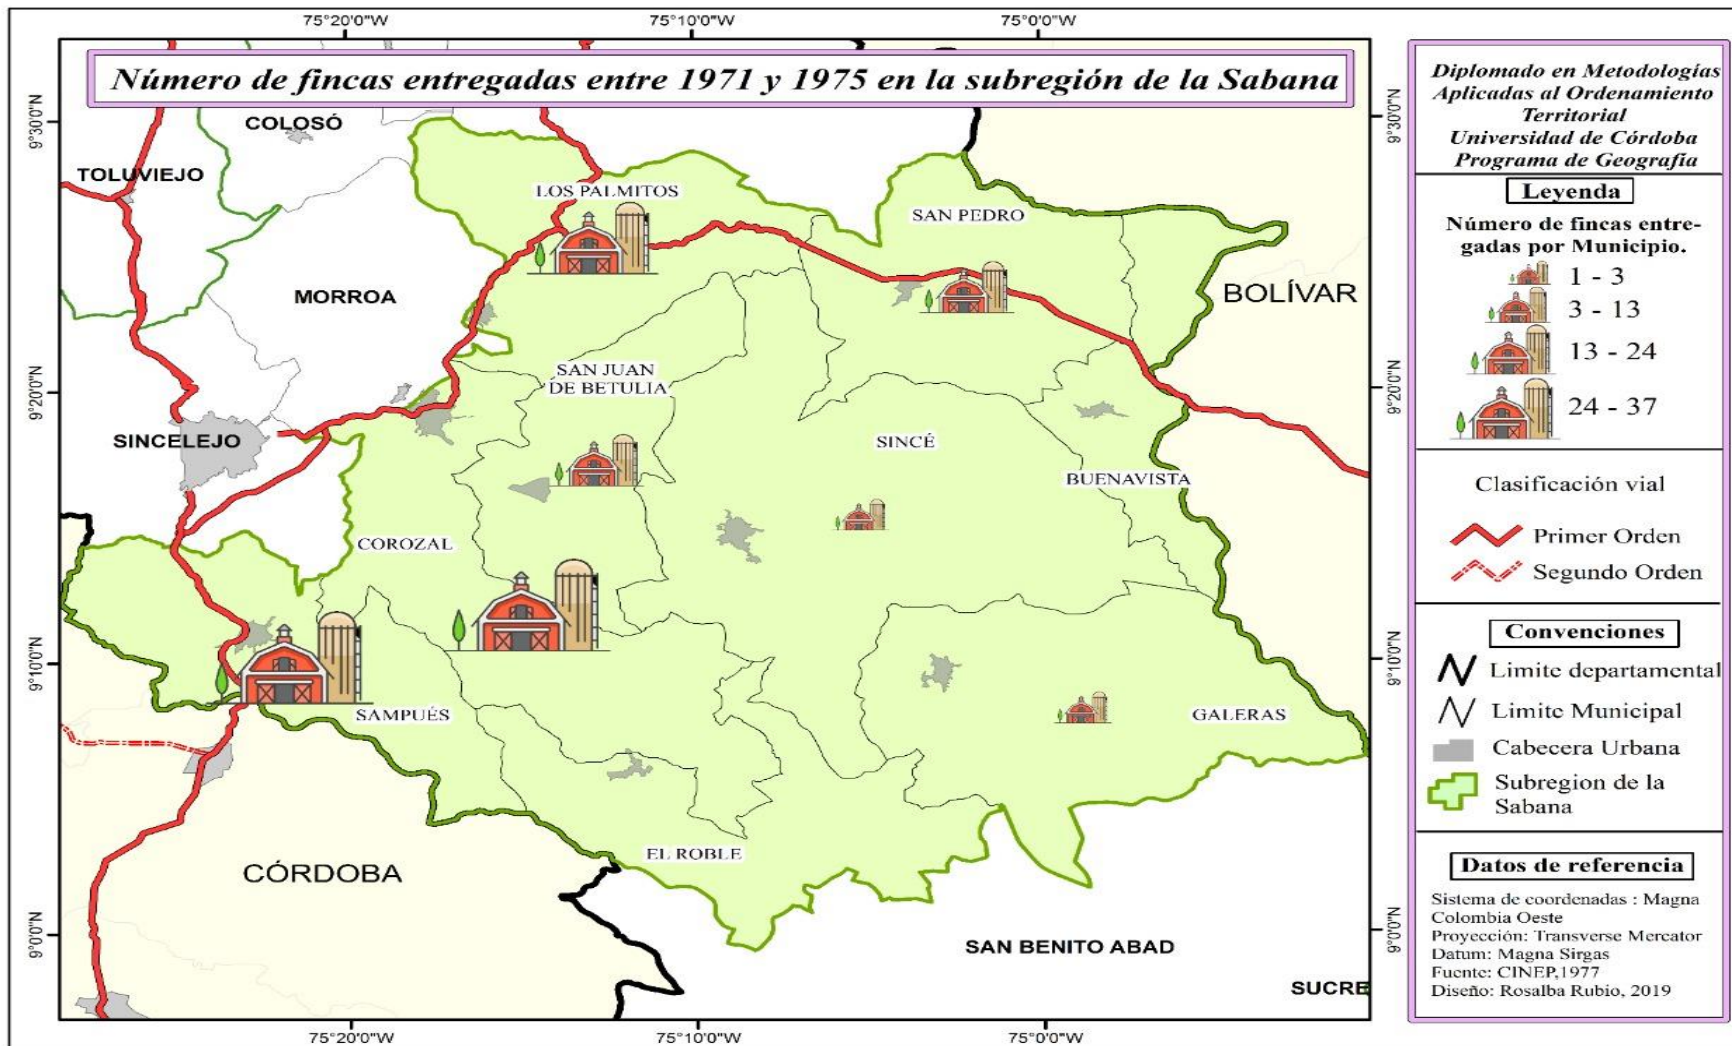 75°20'0"W
75°10'0"W
75°0'0"W
Número de fincas entregadas entre 1971 y 1975 en la subregión de la Sabana
9°30'0"N
9°30'0"N
COLOSÓ
TOLUVIEJO
LOS PALMITOS
SAN PEDRO
MORROA
BOLÍVAR
9°20'0"N
9°20'0"N
SAN JUAN
DE BETULIA
SINCELEJO
SINCÉ
BUENAVISTA
COROZAL
9°10'0"N
9°10'0"N
SAMPUÉS
GALERAS
EL ROBLE
CÓRDOBA
9°0'0"N
9°0'0"N
SAN BENITO ABAD
SUCRE
75°20'0"W
75°10'0"W
75°0'0"W
Diplomado en Metodologías
Aplicadas al Ordenamiento
Territorial
Universidad de Córdoba
Programa de Geografía
Leyenda
Número de fincas entre-
gadas por Municipio.
1 - 3
3 - 13
13 - 24
24 - 37
Clasificación vial
Primer Orden
Segundo Orden
Convenciones
Limite departamental
Limite Municipal
Cabecera Urbana
Subregion de la
Sabana
Datos de referencia
Sistema de coordenadas : Magna
Colombia Oeste
Proyección: Transverse Mercator
Datum: Magna Sirgas
Fuente: CINEP,1977
Diseño: Rosalba Rubio, 2019